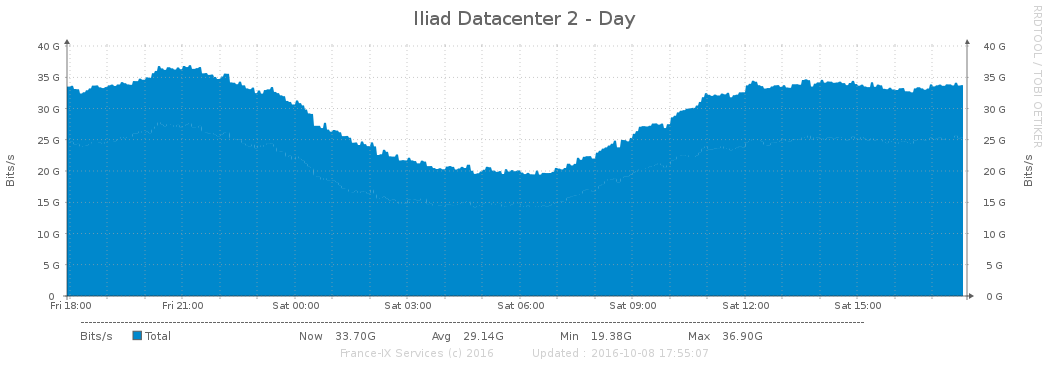 Iliad Datacenter 2 - Day
RRDTOOL / TOBI OETIKER
Bits/s
40 G 40 G
35 G 35 G
30 G 30 G
25 G 25 G
20 G 20 G
15 G 15 G
10 G 10 G
5 G 5 G
0 0 G
Bits/s
Fri 18:00 Fri 21:00 Sat 00:00 Sat 03:00 Sat 06:00 Sat 09:00 Sat 12:00 Sat 15:00
Bits/s Total Now 33.70G Avg 29.14G Min 19.38G Max 36.90G
France-IX Services (c) 2016 Updated : 2016-10-08 17:55:07